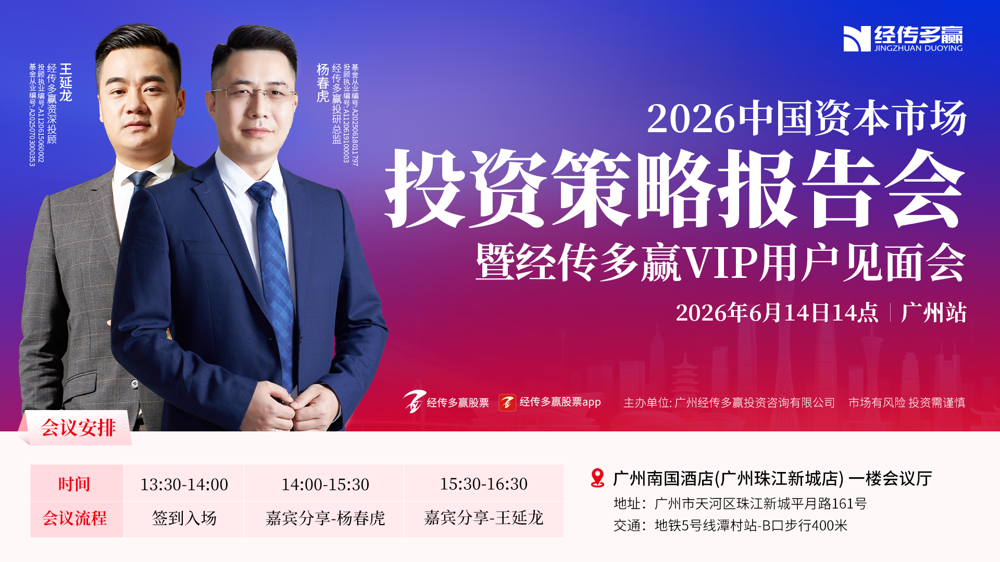 经传多赢
JINGZHUAN DUOYING
王延龙
经传多赢资深投顾
投顾执业编号:A1120615060002
基金从业编号:A20250703000353
杨春虎
经传多赢投研总监
投顾执业编号:A1120619100003
基金从业编号:A20250618011797
2026中国资本市场
投资策略报告会
暨经传多赢VIP用户见面会
2026年6月14日14点 | 广州站
经传多赢股票 经传多赢股票app 主办单位: 广州经传多赢投资咨询有限公司 市场有风险 投资需谨慎
会议安排
时间 13:30-14:00 14:00-15:30 15:30-16:30
会议流程 签到入场 嘉宾分享-杨春虎 嘉宾分享-王延龙
广州南国酒店(广州珠江新城店) 一楼会议厅
地址：广州市天河区珠江新城平月路161号
交通：地铁5号线潭村站-B口步行400米